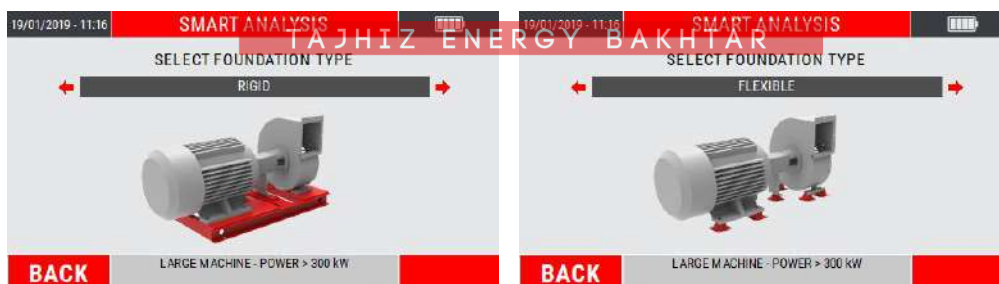 19/01/2019 - 11:16
SMART ANALYSIS
SELECT FOUNDATION TYPE
RIGID
LARGE MACHINE - POWER > 300 kW
BACK
TAJHIZ ENERGY BAKHTAR
19/01/2019 - 11:16
SMART ANALYSIS
SELECT FOUNDATION TYPE
FLEXIBLE
LARGE MACHINE - POWER > 300 kW
BACK